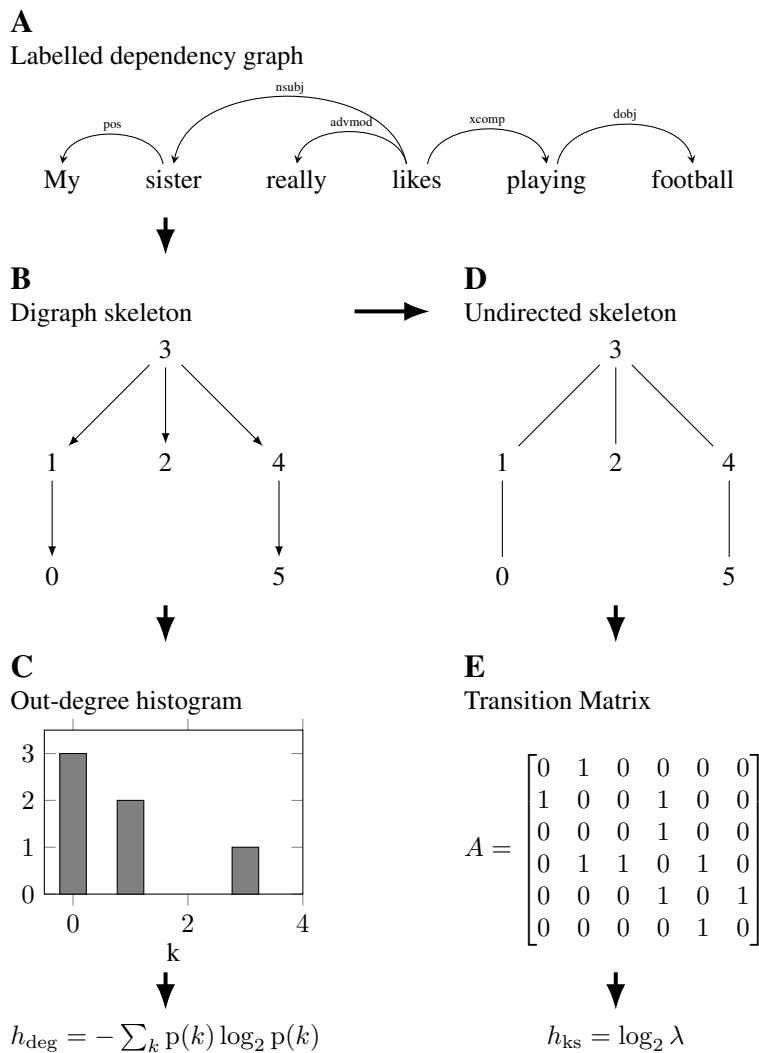 A
Labelled dependency graph
nsubj
pos advmod xcomp dobj
My sister really likes playing football
B
Digraph skeleton
3
1 2 4
0 5
D
Undirected skeleton
3
1 2 4
0 5
C
Out-degree histogram
3
2
1
0
0 2 4
k
h_deg = − ∑_k p(k) log₂ p(k)
E
Transition Matrix
0 1 0 0 0 0
1 0 0 1 0 0
0 0 0 1 0 0
A = 0 1 1 0 1 0
0 0 0 1 0 1
0 0 0 0 1 0
h_ks = log₂ λ